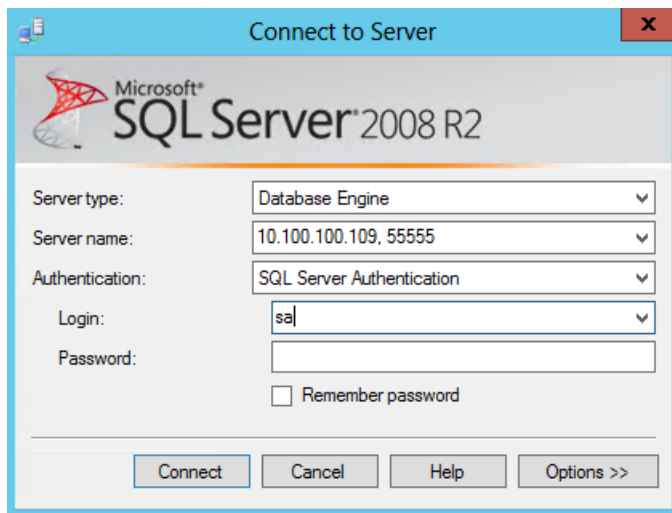 Connect to Server
x
Microsoft®
SQL Server® 2008 R2
Server type: Database Engine
Server name: 10.100.100.109, 55555
Authentication: SQL Server Authentication
Login: sa
Password:
Remember password
Connect Cancel Help Options >>